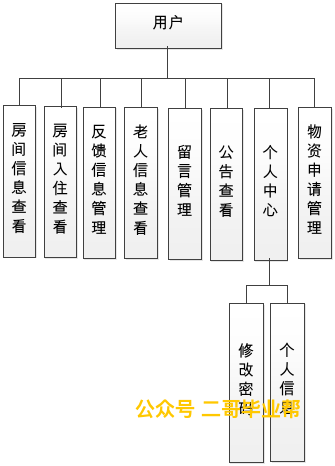 用户
房间信息查看
房间入住查看
反馈信息管理
老人信息查看
留言管理
公告查看
个人中心
物资申请管理
修改密码
个人信息
公众号 二哥毕业帮